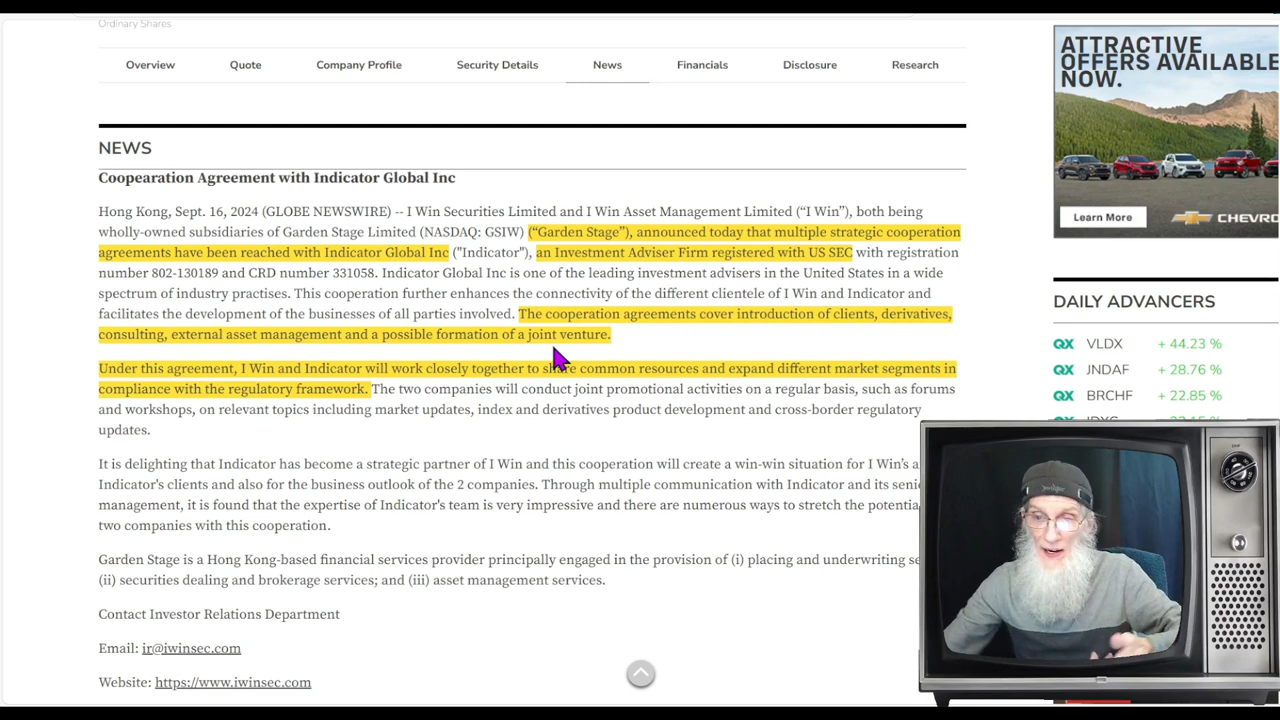 Ordinary Shares
Overview Quote Company Profile Security Details News Financials Disclosure Research
NEWS
Coopearation Agreement with Indicator Global Inc
Hong Kong, Sept. 16, 2024 (GLOBE NEWSWIRE) -- I Win Securities Limited and I Win Asset Management Limited (“I Win”), both being
wholly-owned subsidiaries of Garden Stage Limited (NASDAQ: GSIW) (“Garden Stage”), announced today that multiple strategic cooperation
agreements have been reached with Indicator Global Inc ("Indicator"), an Investment Adviser Firm registered with US SEC with registration
number 802-130189 and CRD number 331058. Indicator Global Inc is one of the leading investment advisers in the United States in a wide
spectrum of industry practises. This cooperation further enhances the connectivity of the different clientele of I Win and Indicator and
facilitates the development of the businesses of all parties involved. The cooperation agreements cover introduction of clients, derivatives,
consulting, external asset management and a possible formation of a joint venture.
Under this agreement, I Win and Indicator will work closely together to share common resources and expand different market segments in
compliance with the regulatory framework. The two companies will conduct joint promotional activities on a regular basis, such as forums
and workshops, on relevant topics including market updates, index and derivatives product development and cross-border regulatory
updates.
It is delighting that Indicator has become a strategic partner of I Win and this cooperation will create a win-win situation for I Win’s
Indicator's clients and also for the business outlook of the 2 companies. Through multiple communication with Indicator and its
management, it is found that the expertise of Indicator's team is very impressive and there are numerous ways to stretch the
two companies with this cooperation.
Garden Stage is a Hong Kong-based financial services provider principally engaged in the provision of (i) placing and underwriting
(ii) securities dealing and brokerage services; and (iii) asset management services.
Contact Investor Relations Department
Email: ir@iwinsec.com
Website: https://www.iwinsec.com
ATTRACTIVE
OFFERS AVAILABLE
NOW.
Learn More
DAILY ADVANCERS
QX VLDX + 44.23 %
QX JNDAF + 28.76 %
QX BRCHF + 22.85 %